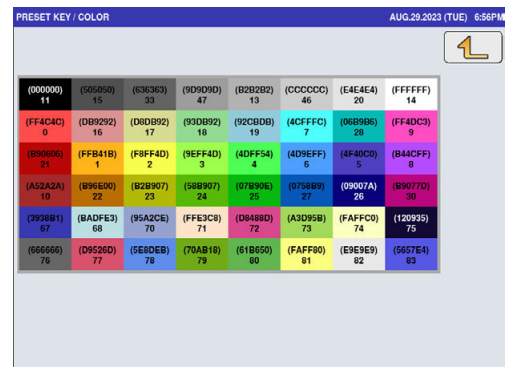 PRESET KEY / COLOR AUG.29.2023 (TUE) 6:56PM
(000000) (505050) (636363) (9D9D9D) (B2B2B2) (CCCCCC) (E4E4E4) (FFFFFF)
11 15 33 47 13 46 20 14
(FF4C4C) (DB9292) (D8DB92) (93DB92) (92CBDB) (4CFFFC) (06B9B6) (FF4DC3)
0 16 17 18 19 7 28 9
(B90606) (FFB41B) (F8FF4D) (9EFF4D) (4DFF54) (4D9EFF) (4F40C0) (B44CFF)
21 1 2 3 4 6 5 8
(A52A2A) (B96E00) (B2B907) (58B907) (07B90E) (0758B9) (09007A) (B9077D)
10 22 23 24 25 27 26 30
(3938B1) (BADFE3) (95A2CE) (FFE3C8) (D8488D) (A3D95B) (FAFFC0) (120935)
67 68 70 71 72 73 74 75
(666666) (D9526D) (5E8DEB) (70AB18) (61B650) (FAFF80) (E9E9E9) (5657E4)
76 77 78 79 80 81 82 83